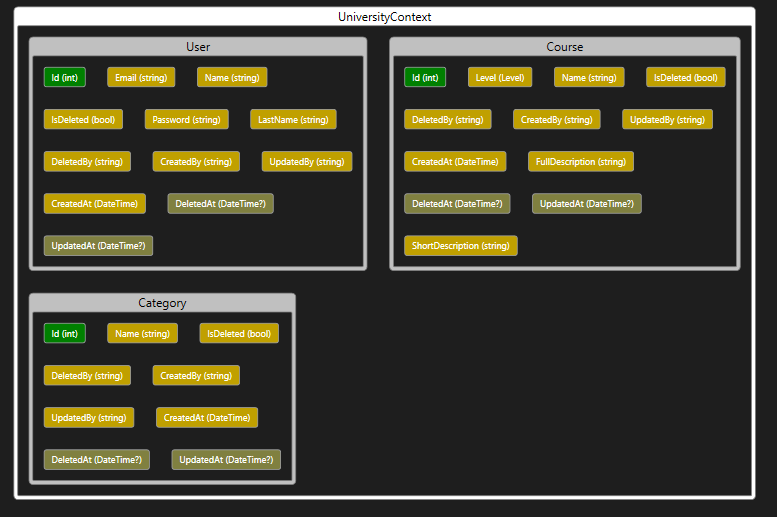 UniversityContext
User
Id (int) Email (string) Name (string)
IsDeleted (bool) Password (string) LastName (string)
DeletedBy (string) CreatedBy (string) UpdatedBy (string)
CreatedAt (DateTime) DeletedAt (DateTime?)
UpdatedAt (DateTime?)
Course
Id (int) Level (Level) Name (string) IsDeleted (bool)
DeletedBy (string) CreatedBy (string) UpdatedBy (string)
CreatedAt (DateTime) FullDescription (string)
DeletedAt (DateTime?) UpdatedAt (DateTime?)
ShortDescription (string)
Category
Id (int) Name (string) IsDeleted (bool)
DeletedBy (string) CreatedBy (string)
UpdatedBy (string) CreatedAt (DateTime)
DeletedAt (DateTime?) UpdatedAt (DateTime?)